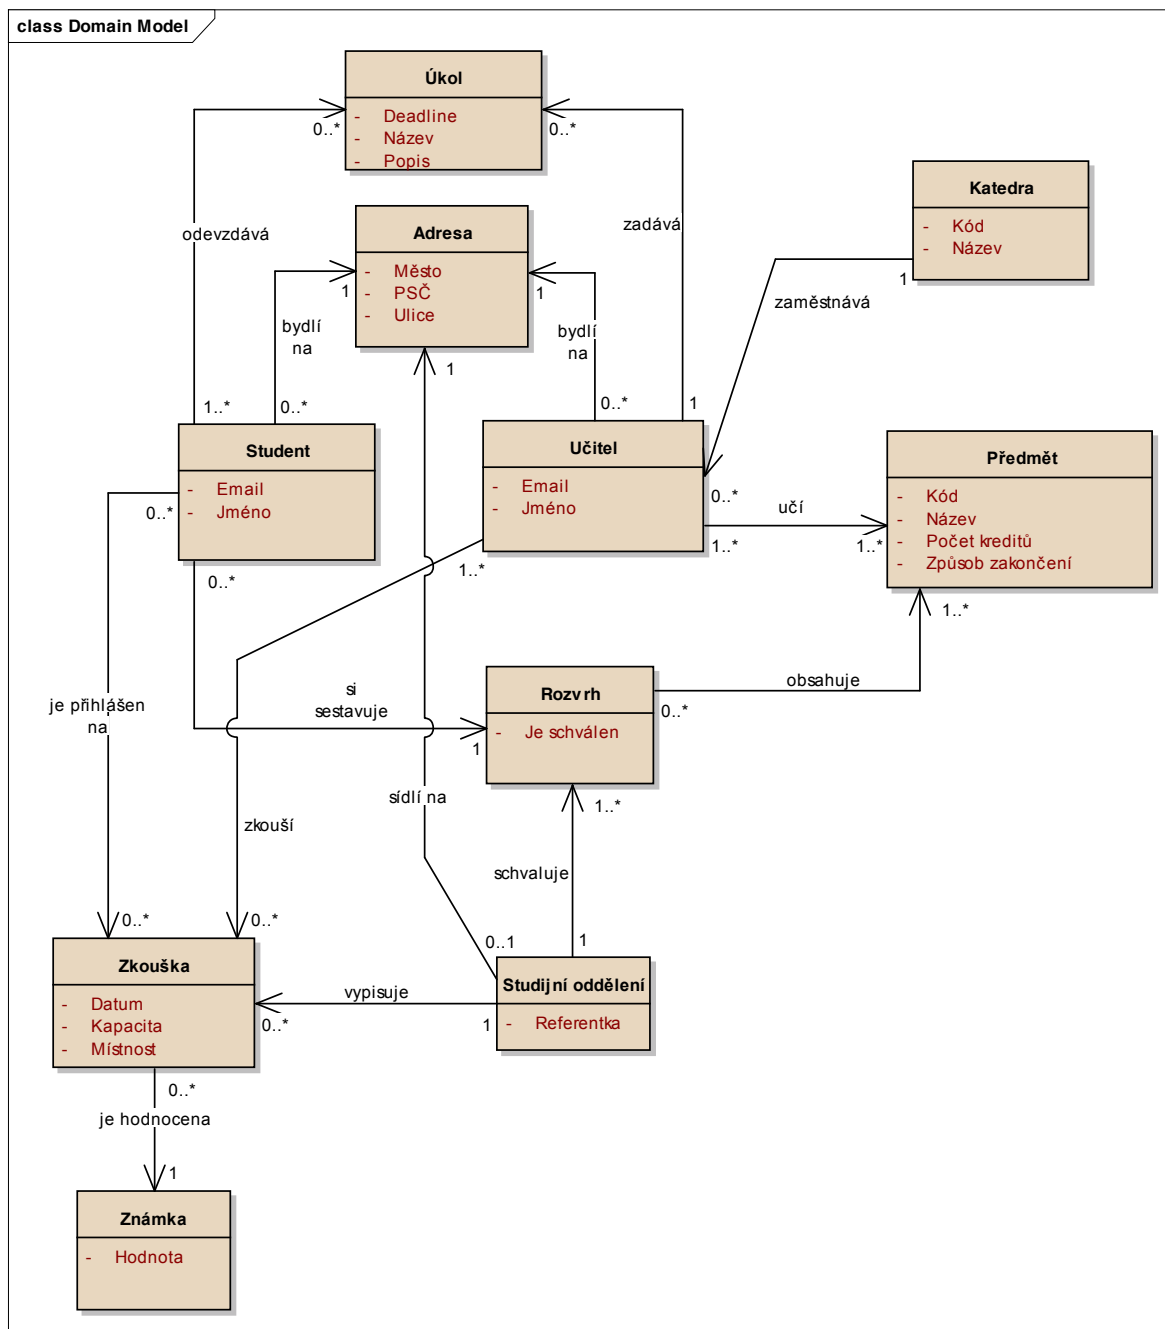 class Domain Model
Úkol
- Deadline
- Název
- Popis
0..*
0..*
odevzdává
zadává
Katedra
- Kód
- Název
1
zaměstnává
Adresa
- Město
- PSČ
- Ulice
1
1
1
bydlí
na
bydlí
na
1..*
0..*
0..*
1
Student
- Email
- Jméno
0..*
0..*
Učitel
- Email
- Jméno
0..*
1..*
1..*
učí
1..*
Předmět
- Kód
- Název
- Počet kreditů
- Způsob zakončení
1..*
obsahuje
0..*
Rozvrh
- Je schválen
1
1..*
si
sestavuje
je přihlášen
na
sídlí na
zkouší
schvaluje
0..*
0..*
0..1
1
Zkouška
- Datum
- Kapacita
- Místnost
0..*
vypisuje
1
Studijní oddělení
- Referentka
0..*
je hodnocena
1
Známka
- Hodnota